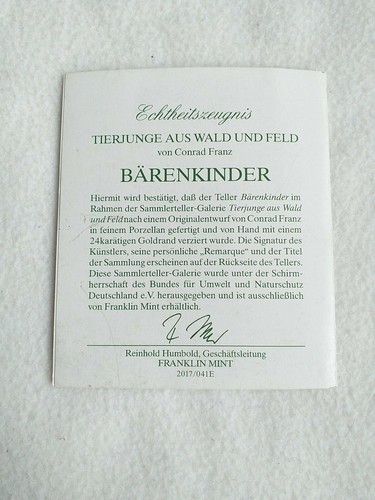 Echtheitszeugnis
TIERJUNGE AUS WALD UND FELD
von Conrad Franz
BÄRENKINDER
Hiermit wird bestätigt, daß der Teller Bärenkinder im
Rahmen der Sammlerteller-Galerie Tierjunge aus Wald
und Feld nach einem Originalentwurf von Conrad Franz
in feinem Porzellan gefertigt und von Hand mit einem
24karätigen Goldrand verziert wurde. Die Signatur des
Künstlers, seine persönliche „Remarque" und der Titel
der Sammlung erscheinen auf der Rückseite des Tellers.
Diese Sammlerteller-Galerie wurde unter der Schirm-
herrschaft des Bundes für Umwelt und Naturschutz
Deutschland e.V. herausgegeben und ist ausschließlich
von Franklin Mint erhältlich.
Reinhold Humbold, Geschäftsleitung
FRANKLIN MINT
2017/041E